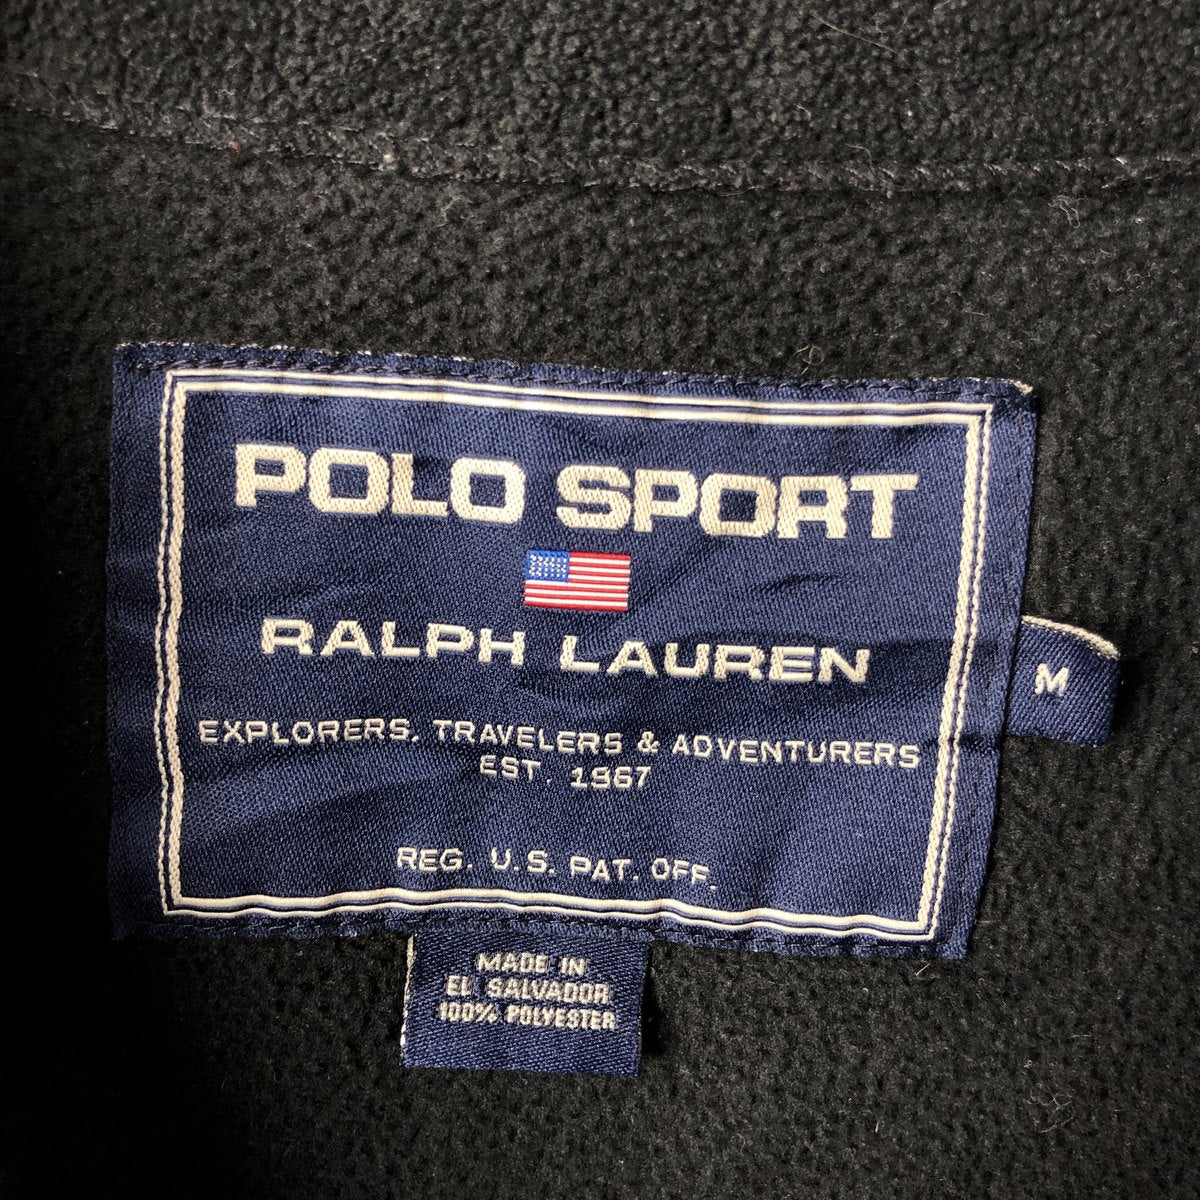 POLO SPORT
RALPH LAUREN
EXPLORERS, TRAVELERS & ADVENTURERS
EST. 1967
REG. U.S. PAT. OFF.
M
MADE IN
EL SALVADOR
100% POLYESTER